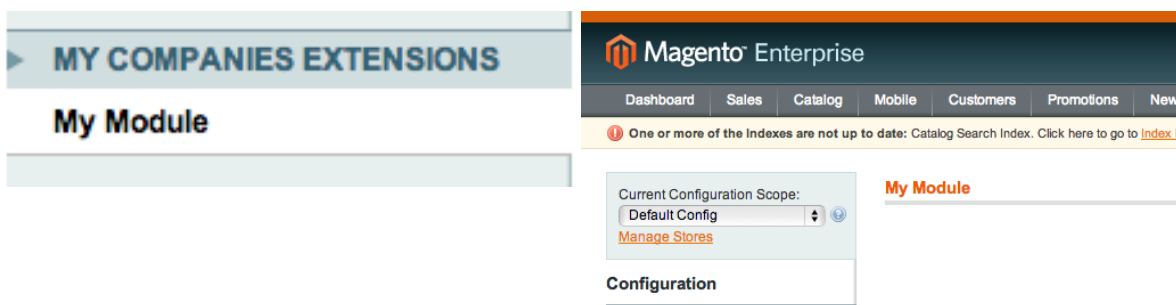 MY COMPANIES EXTENSIONS
My Module
Magento Enterprise
Dashboard Sales Catalog Mobile Customers Promotions New
One or more of the Indexes are not up to date: Catalog Search Index. Click here to go to Index
Current Configuration Scope:
Default Config
Manage Stores
My Module
Configuration